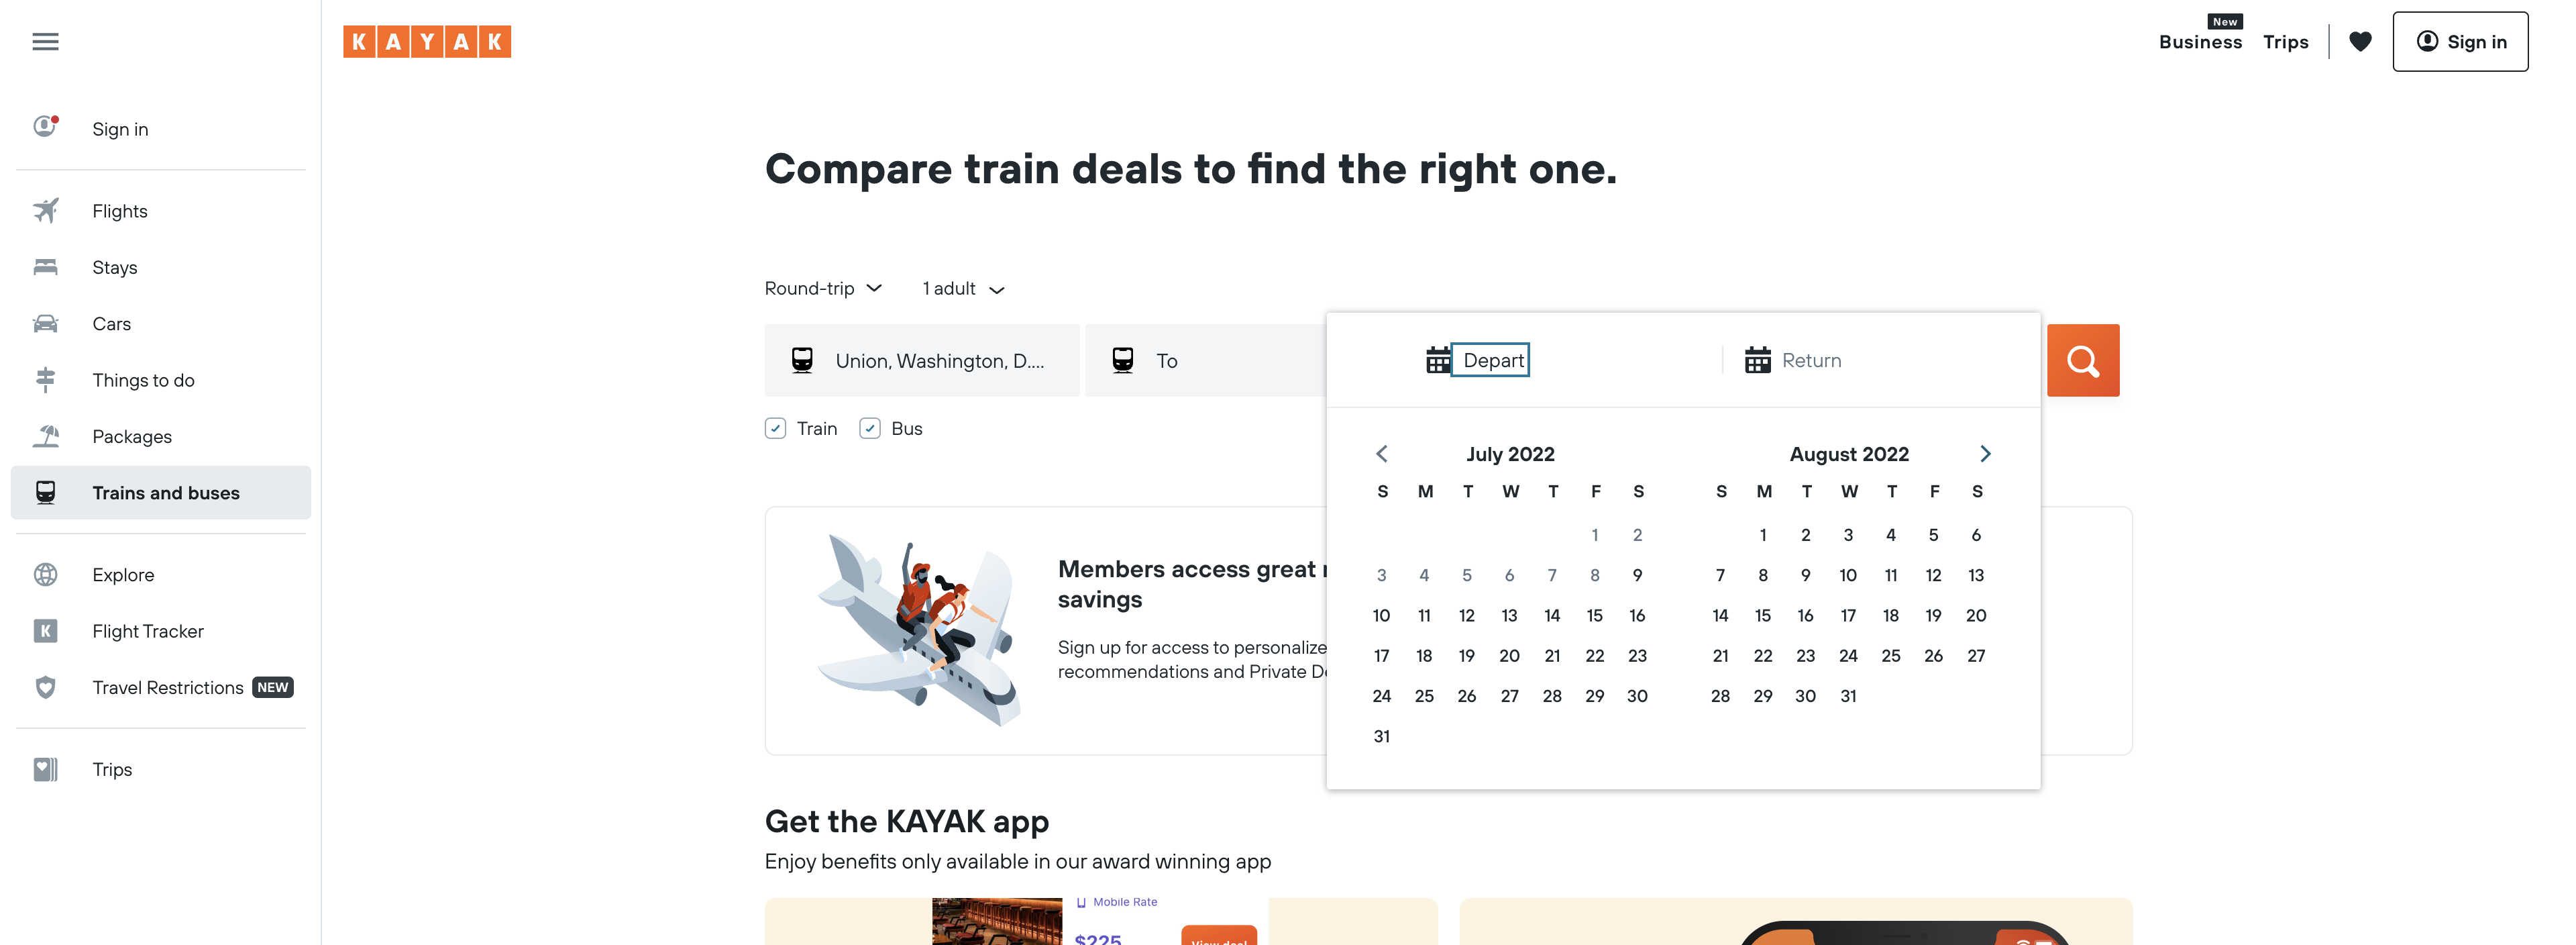 KAYAK
New
Business
Trips
Sign in
Sign in
Flights
Stays
Cars
Things to do
Packages
Trains and buses
Explore
K
Flight Tracker
Travel Restrictions NEW
Trips
Compare train deals to find the right one.
Round-trip
1 adult
Union, Washington, D....
To
Depart
Return
Train
Bus
July 2022
S M T W T F S
1 2
3 4 5 6 7 8 9
10 11 12 13 14 15 16
17 18 19 20 21 22 23
24 25 26 27 28 29 30
31
August 2022
S M T W T F S
1 2 3 4 5 6
7 8 9 10 11 12 13
14 15 16 17 18 19 20
21 22 23 24 25 26 27
28 29 30 31
Members access great
savings
Sign up for access to personalize
recommendations and Private
Get the KAYAK app
Enjoy benefits only available in our award winning app
Mobile Rate
$225
View deal